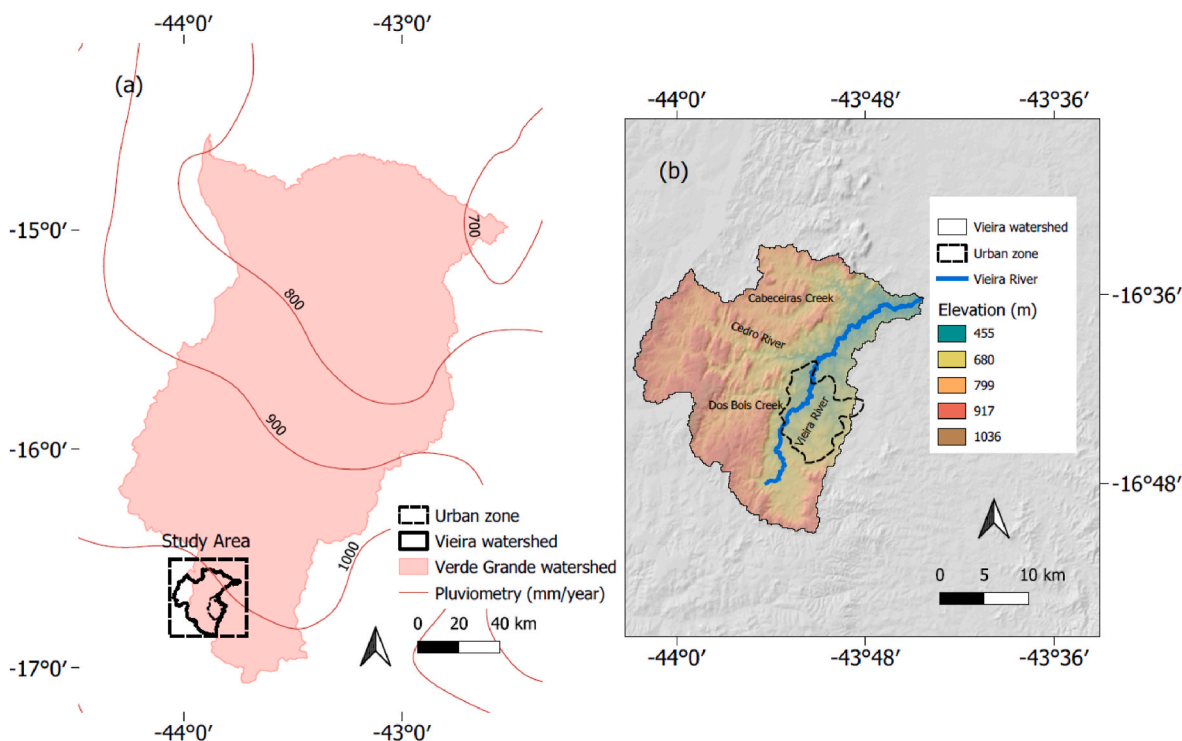 -44°0′ -43°0′
(a)
700
-15°0′
800
900
-16°0′
Study Area
1000
Urban zone
Vieira watershed
Verde Grande watershed
Pluviometry (mm/year)
0 20 40 km
-17°0′
-44°0′ -43°0′
-44°0′ -43°48′ -43°36′
(b)
Vieira watershed
Urban zone
Vieira River
Elevation (m)
455
680
799
917
1036
Cabeceiras Creek
Cedro River
Dos Bols Creek
Vieira River
-16°36′
-16°48′
0 5 10 km
-44°0′ -43°48′ -43°36′